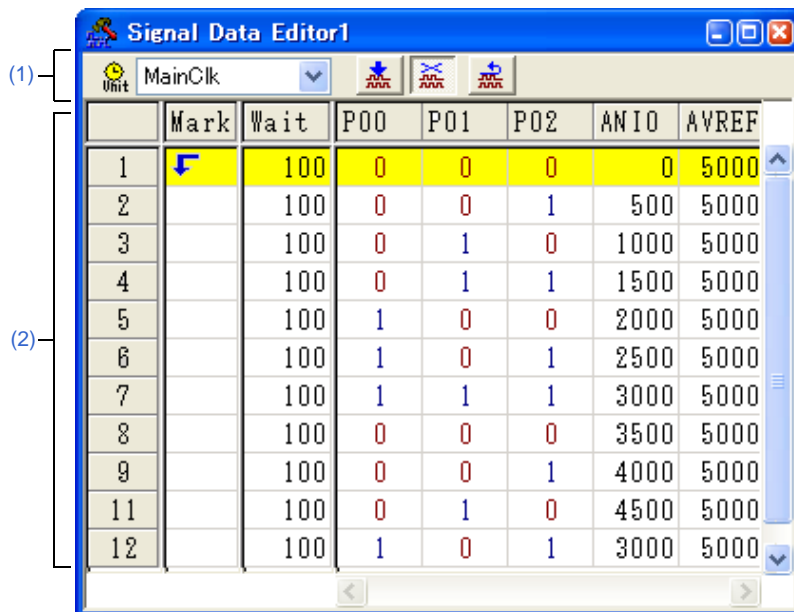 Signal Data Editor1
(1)
Unit MainClk
Mark Wait P00 P01 P02 ANI0 AVREF
(2)
1 100 0 0 0 0 5000
2 100 0 0 1 500 5000
3 100 0 1 0 1000 5000
4 100 0 1 1 1500 5000
5 100 1 0 0 2000 5000
6 100 1 0 1 2500 5000
7 100 1 1 1 3000 5000
8 100 0 0 0 3500 5000
9 100 0 0 1 4000 5000
11 100 0 1 0 4500 5000
12 100 1 0 1 3000 5000